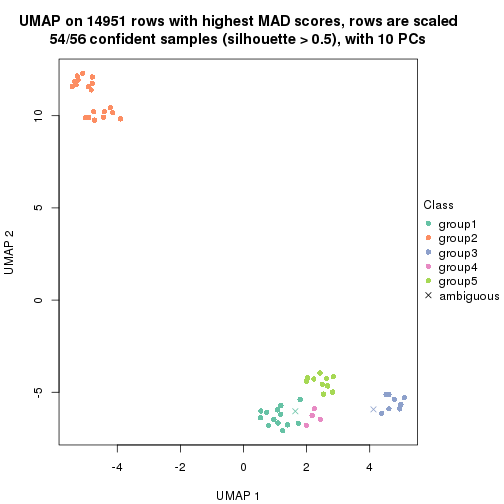 UMAP on 14951 rows with highest MAD scores, rows are scaled
54/56 confident samples (silhouette > 0.5), with 10 PCs
10
5
0
-5
UMAP 2
-4
-2
0
2
4
UMAP 1
Class
group1
group2
group3
group4
group5
ambiguous